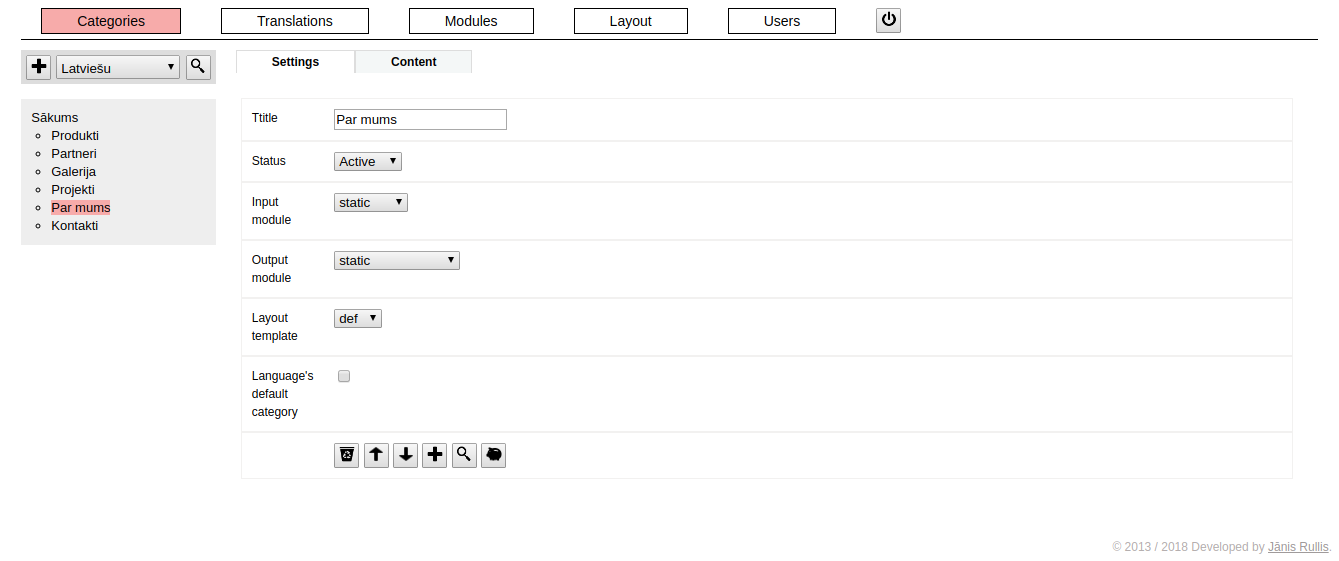 Categories Translations Modules Layout Users
Latviešu
Settings Content
Sākums
Produkti
Partneri
Galerija
Projekti
Par mums
Kontakti
Ttitle Par mums
Status Active
Input
module
static
Output
module
static
Layout
template
def
Language's
default
category
© 2013 / 2018 Developed by Jānis Rullis.